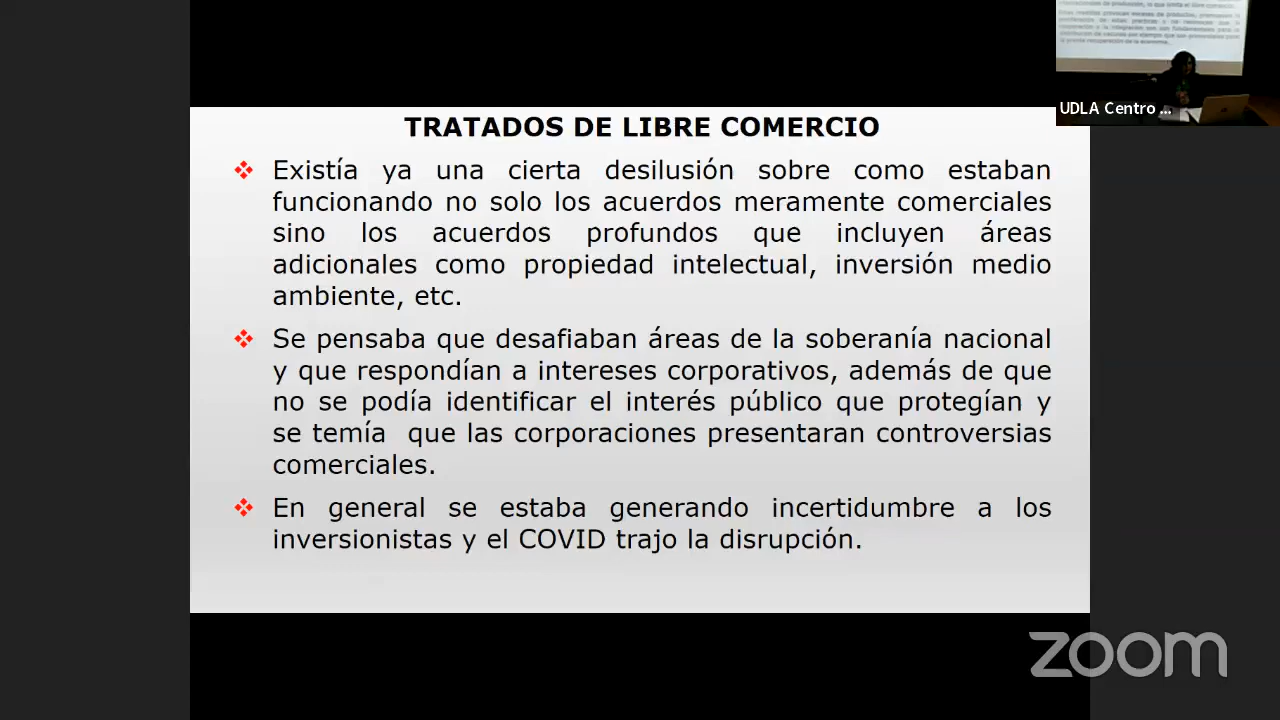 UDLA Centro ...
TRATADOS DE LIBRE COMERCIO
Existía ya una cierta desilusión sobre como estaban
funcionando no solo los acuerdos meramente comerciales
sino los acuerdos profundos que incluyen áreas
adicionales como propiedad intelectual, inversión medio
ambiente, etc.
Se pensaba que desafiaban áreas de la soberanía nacional
y que respondían a intereses corporativos, además de que
no se podía identificar el interés público que protegían y
se temía que las corporaciones presentaran controversias
comerciales.
En general se estaba generando incertidumbre a los
inversionistas y el COVID trajo la disrupción.
zoom